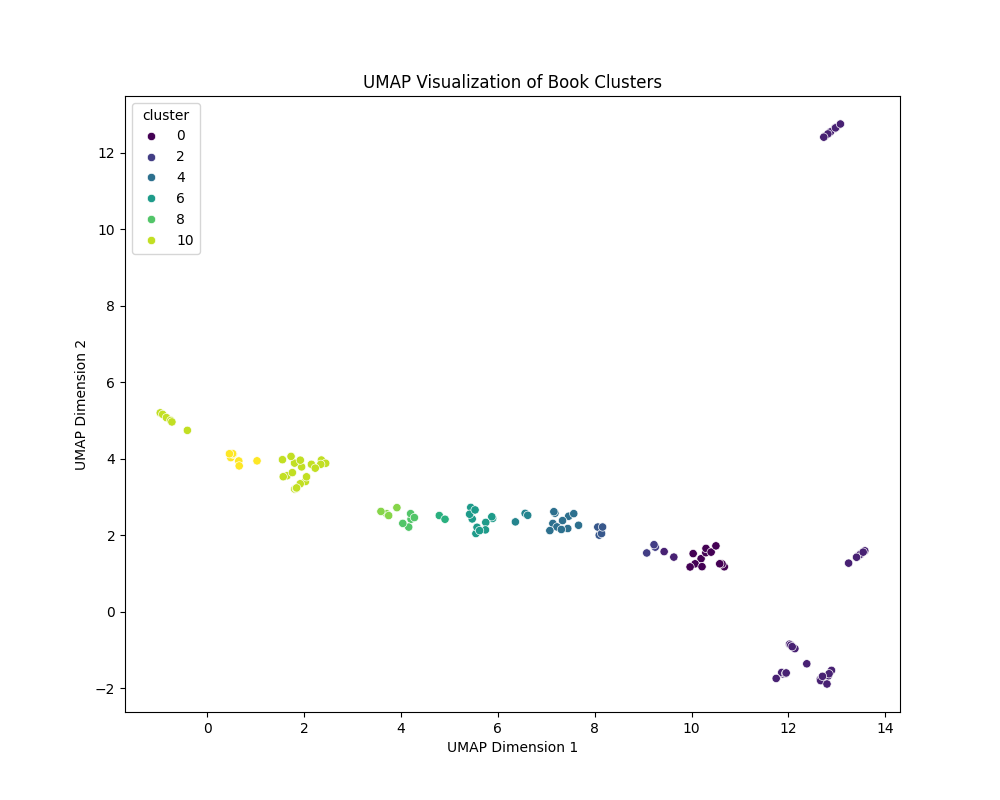 UMAP Visualization of Book Clusters
cluster
0
2
4
6
8
10
12
10
8
6
4
2
0
−2
UMAP Dimension 2
0 2 4 6 8 10 12 14
UMAP Dimension 1